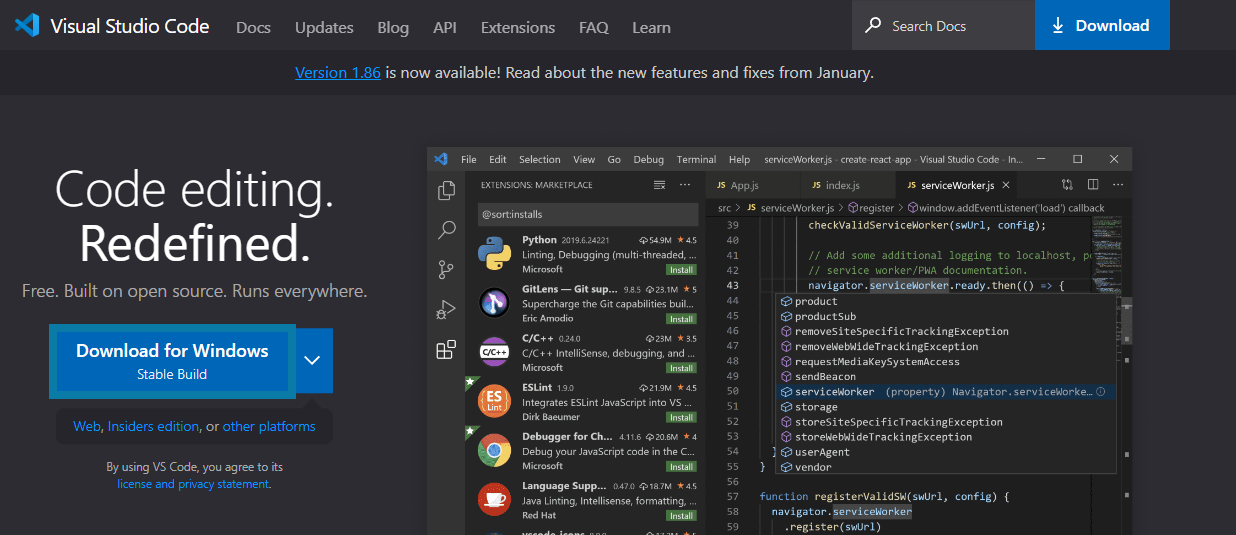 Visual Studio Code Docs Updates Blog API Extensions FAQ Learn Search Docs Download
Version 1.86 is now available! Read about the new features and fixes from January.
Code editing.
Redefined.
Free. Built on open source. Runs everywhere.
Download for Windows
Stable Build
Web, Insiders edition, or other platforms
By using VS Code, you agree to its
license and privacy statement.
File Edit Selection View Go Debug Terminal Help serviceWorker.js - create-react-app - Visual Studio Code - In...
EXTENSIONS: MARKETPLACE
@sort:installs
Python 2019.6.24221 54.9M 4.5
Linting, Debugging (multi-threaded, ...
Microsoft Install
GitLens — Git sup... 9.8.5 23.1M 5
Supercharge the Git capabilities buil...
Eric Amodio Install
C/C++ 0.24.0 23M 3.5
C/C++ IntelliSense, debugging, and ...
Microsoft Install
ESLint 1.9.0 21.9M 4.5
Integrates ESLint JavaScript into VS ...
Dirk Baeumer Install
Debugger for Ch... 4.11.6 20.6M 4
Debug your JavaScript code in the C...
Microsoft Install
Language Supp... 0.47.0 18.7M 4.5
Java Linting, Intellisense, formatting, ...
Red Hat Install
JS App.js JS index.js JS serviceWorker.js
src > JS serviceWorker.js > register > window.addEventListener('load') callback
39 checkValidServiceWorker(swUrl, config);
40
41 // Add some additional logging to localhost, po
42 // service worker/PWA documentation.
43 navigator.serviceWorker.ready.then(() => {
44 product
45 productSub
46 removeSiteSpecificTrackingException
47 removeWebWideTrackingException
48 requestMediaKeySystemAccess
49 sendBeacon
50 serviceWorker (property) Navigator.serviceWorke...
51 storage
52 storeSiteSpecificTrackingException
53 storeWebWideTrackingException
54 } userAgent
55 } vendor
56
57 function registerValidSW(swUrl, config) {
58 navigator.serviceWorker
59 .register(swUrl)